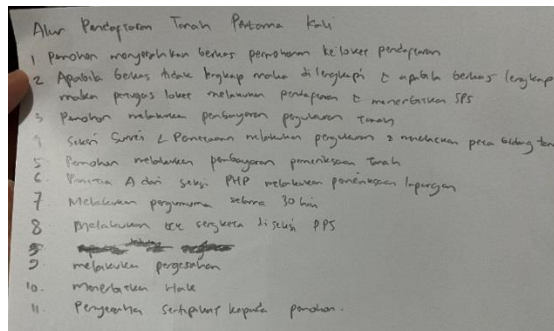 Alur Pendaftaran Tanah Pertama Kali
1 Pemohon menyerahkan berkas permohonan ke loket pendaftaran
2 Apabila berkas tidak lengkap maka dilengkapi & apabila berkas lengkap
maka petugas loket melakukan pendaftaran & menerbitkan SPS
3 Pemohon melakukan pembayaran pengukuran Tanah
4 Seksi Survei & Pemetaan melakukan pengukuran & menerbitkan peta bidang tan
5 Pemohon melakukan pembayaran pemeriksaan Tanah
6. Panitia A dari seksi PHP melakukan pemeriksaan lapangan
7 Melakukan pengumuman selama 30 hari
8 Melakukan cek sengketa di seksi PPS
9 melakukan pengesahan
10. Menerbitkan Hak
11. Penyerahan sertipikat kepada pemohon.